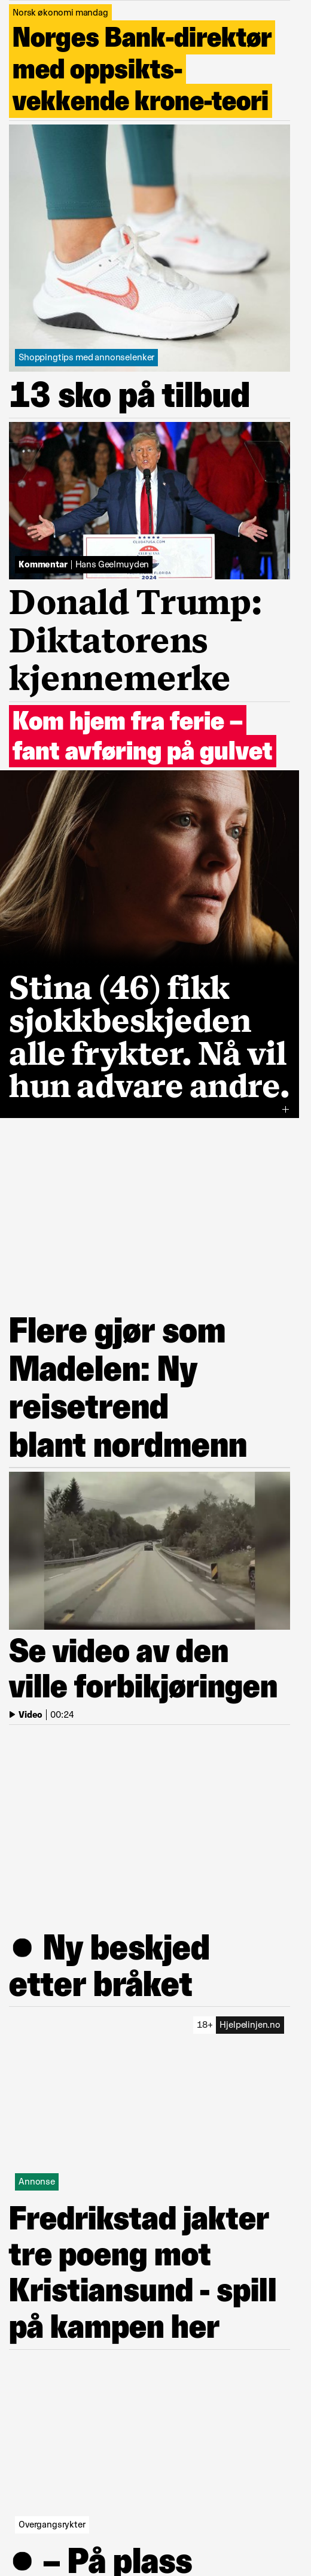 Norsk økonomi mandag
Norges Bank-direktør
med oppsikts-
vekkende krone-teori
Shoppingtips med annonselenker
13 sko på tilbud
2024
Kommentar | Hans Geelmuyden
Donald Trump:
Diktatorens
kjennemerke
Kom hjem fra ferie –
fant avføring på gulvet
Stina (46) fikk
sjokkbeskjeden
alle frykter. Nå vil
hun advare andre.
+
Flere gjør som
Madelen: Ny
reisetrend
blant nordmenn
Se video av den
ville forbikjøringen
Video | 00:24
● Ny beskjed
etter bråket
18+ Hjelpelinjen.no
Annonse
Fredrikstad jakter
tre poeng mot
Kristiansund - spill
på kampen her
Overgangsrykter
● – På plass